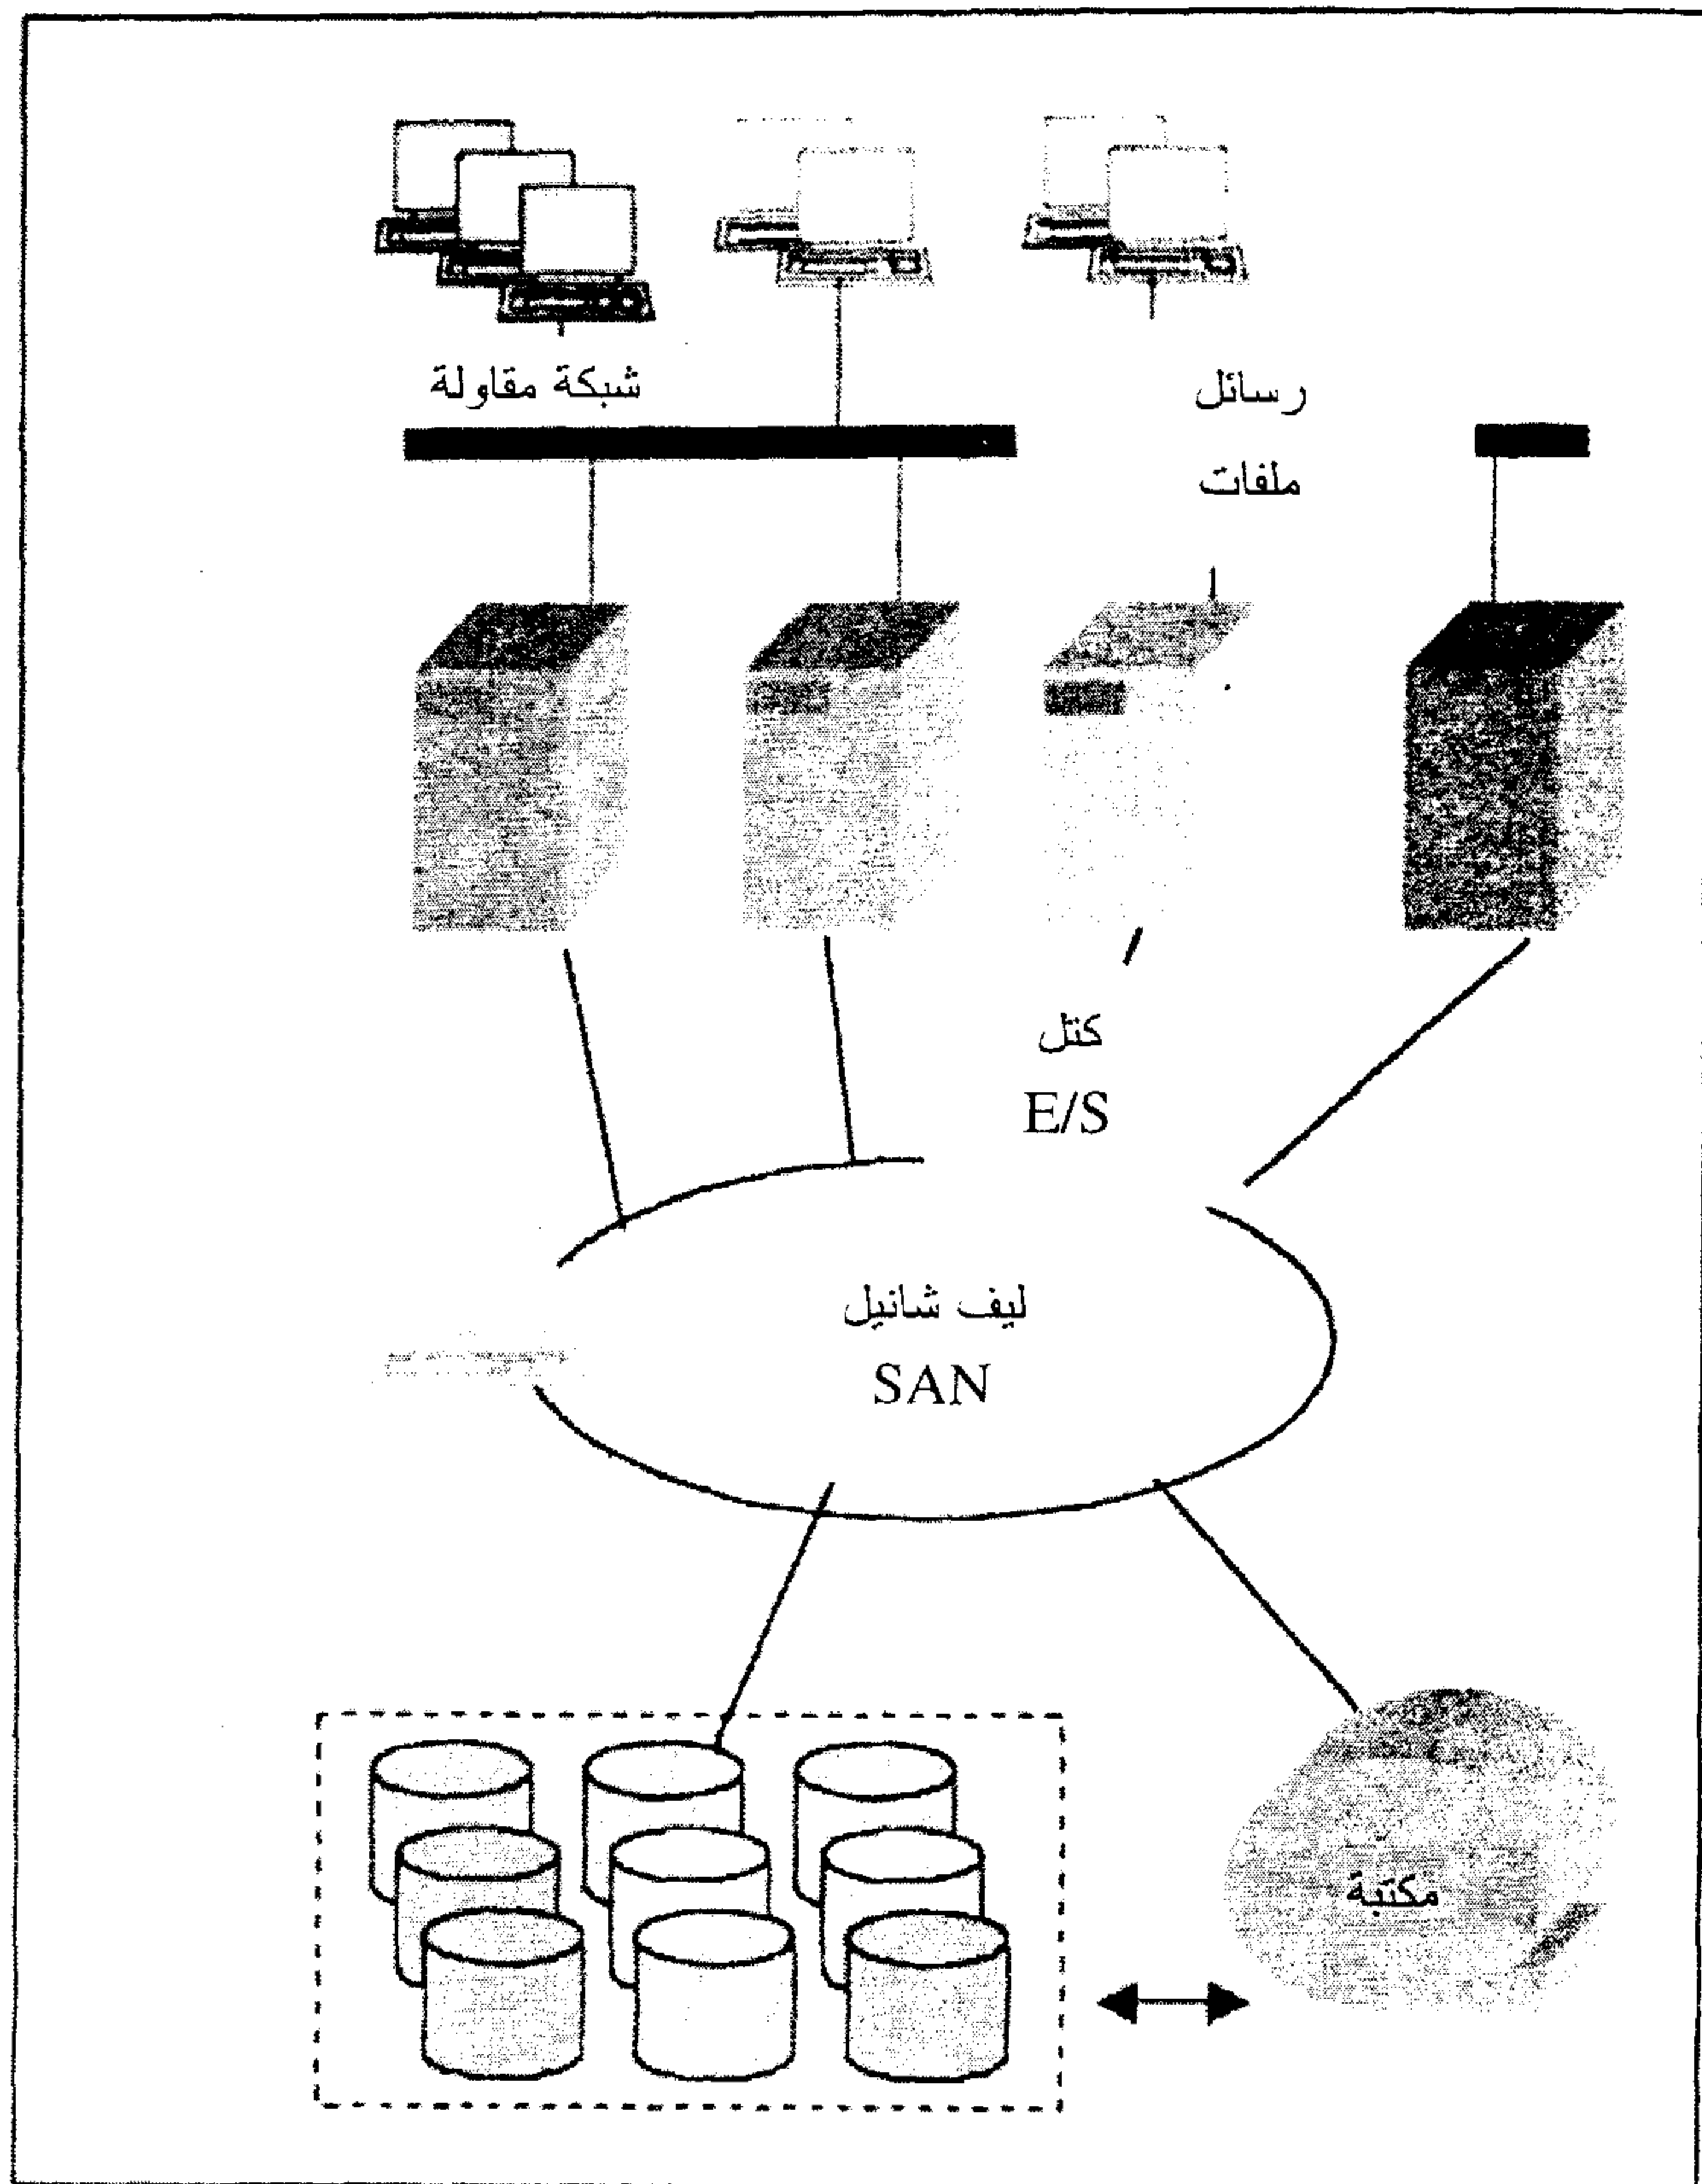 شبكة مقاولة
رسائل
ملفات
كتل
E/S
ليف شانيل
SAN
مكتبة